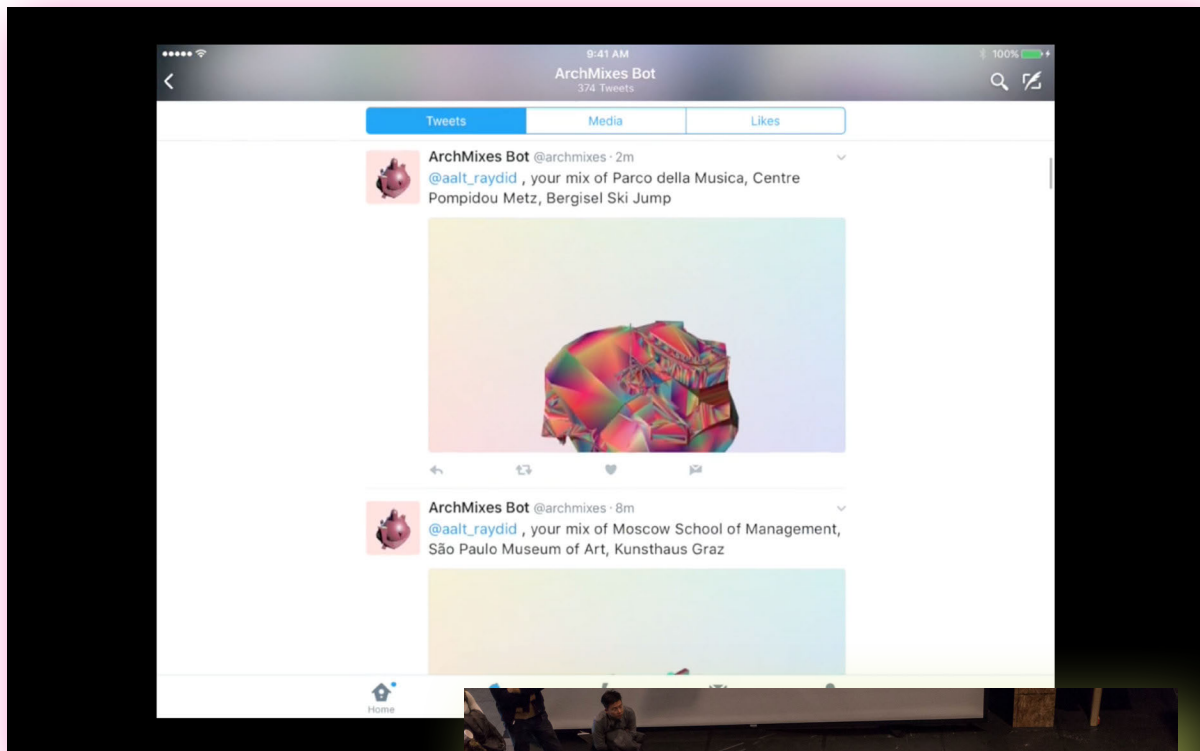 9:41 AM
100%
ArchMixes Bot
374 Tweets
Tweets
Media
Likes
ArchMixes Bot @archmixes · 2m
@aalt_raydid , your mix of Parco della Musica, Centre
Pompidou Metz, Bergisel Ski Jump
ArchMixes Bot @archmixes · 8m
@aalt_raydid , your mix of Moscow School of Management,
São Paulo Museum of Art, Kunsthaus Graz
Home